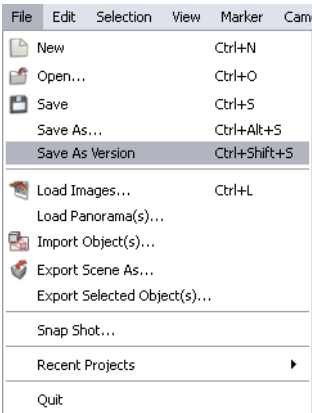 File Edit Selection View Marker Cam
New Ctrl+N
Open... Ctrl+O
Save Ctrl+S
Save As... Ctrl+Alt+S
Save As Version Ctrl+Shift+S
Load Images... Ctrl+L
Load Panorama(s)...
Import Object(s)...
Export Scene As...
Export Selected Object(s)...
Snap Shot...
Recent Projects
Quit